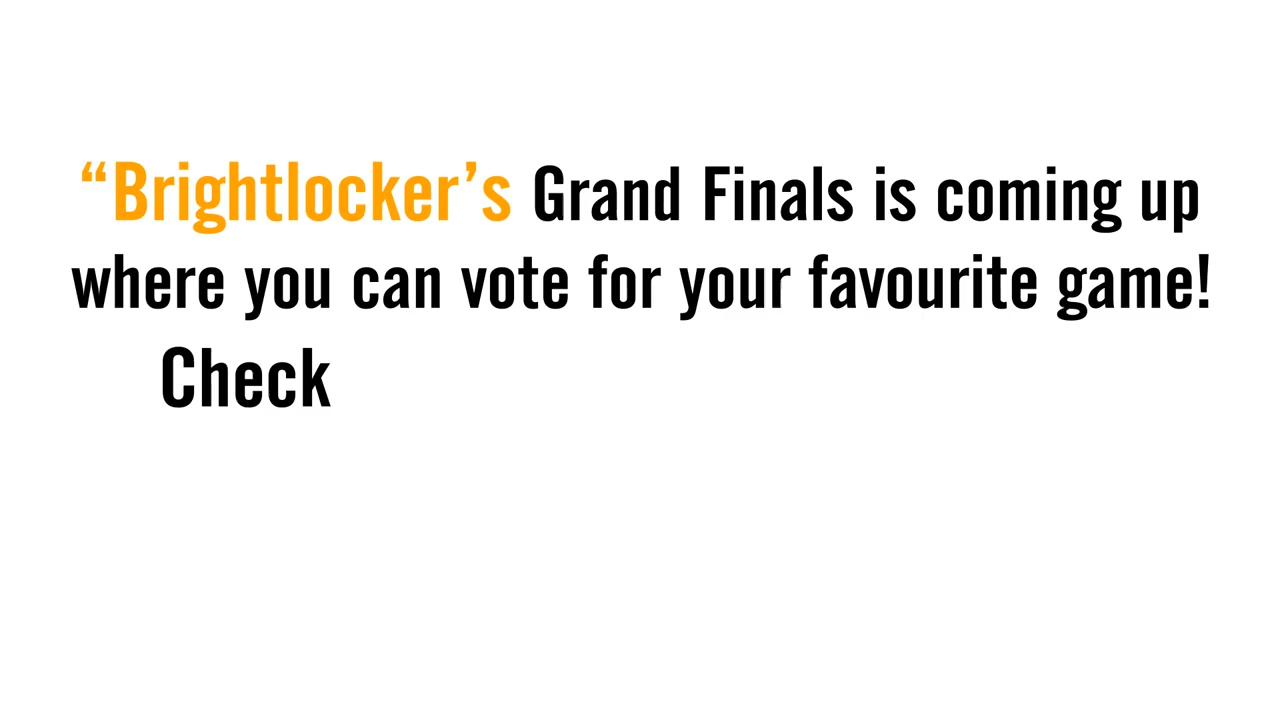 “Brightlocker’s Grand Finals is coming up
where you can vote for your favourite game!
Check